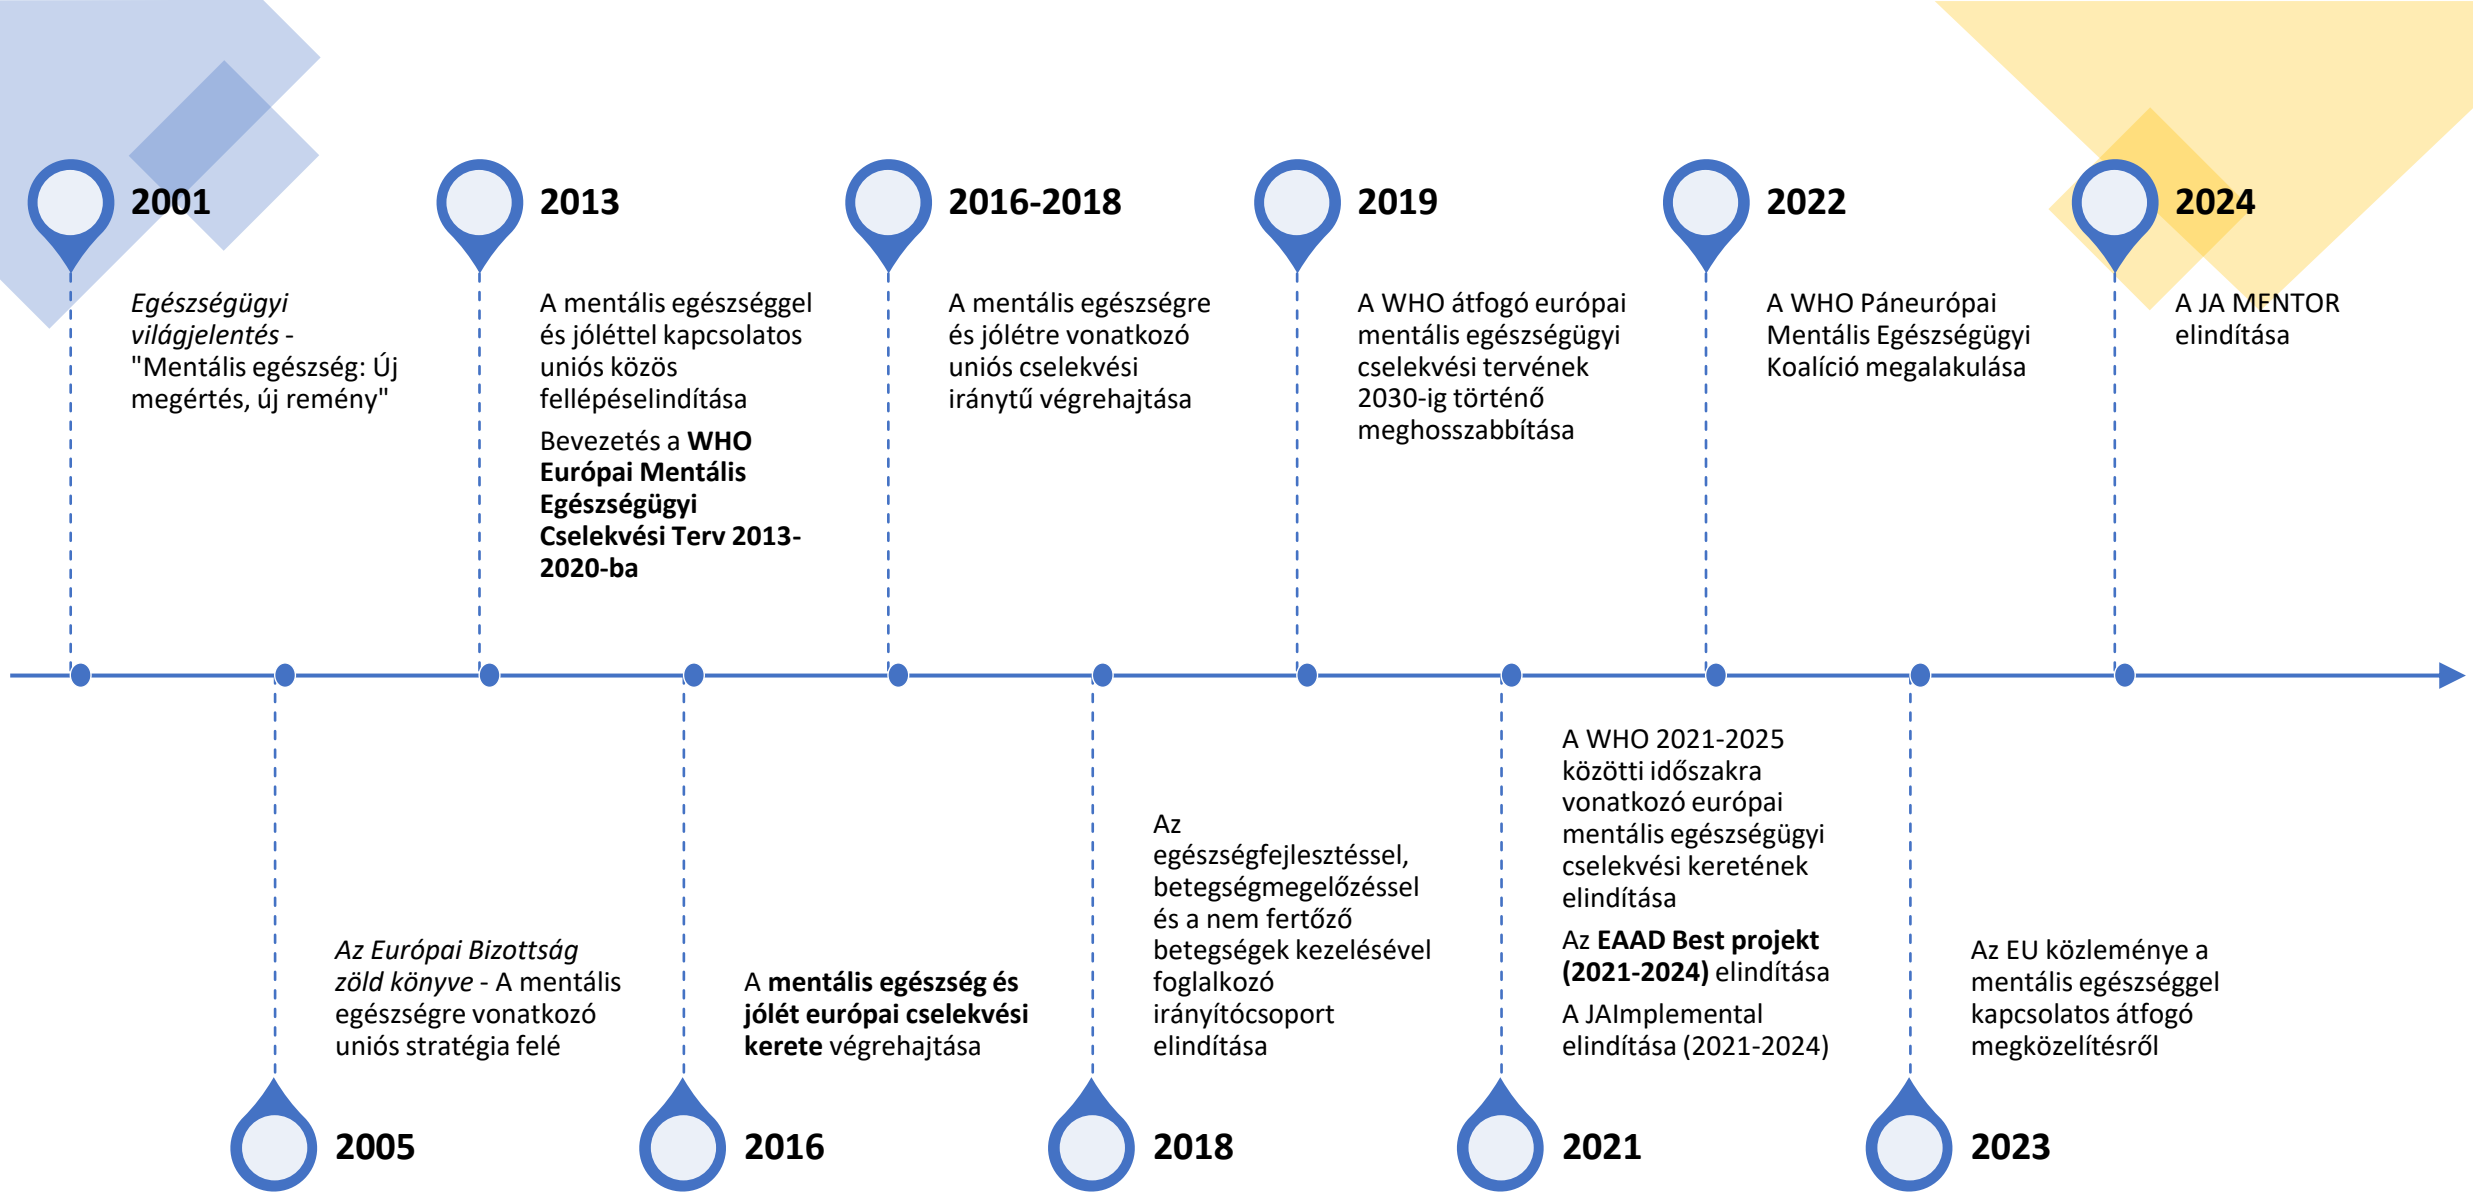 2001
Egészségügyi
világjelentés -
"Mentális egészség: Új
megértés, új remény"
2013
A mentális egészséggel
és jóléttel kapcsolatos
uniós közös
fellépéselindítása
Bevezetés a WHO
Európai Mentális
Egészségügyi
Cselekvési Terv 2013-
2020-ba
2016-2018
A mentális egészségre
és jólétre vonatkozó
uniós cselekvési
iránytű végrehajtása
2019
A WHO átfogó európai
mentális egészségügyi
cselekvési tervének
2030-ig történő
meghosszabbítása
2022
A WHO Páneurópai
Mentális Egészségügyi
Koalíció megalakulása
2024
A JA MENTOR
elindítása
Az Európai Bizottság
zöld könyve - A mentális
egészségre vonatkozó
uniós stratégia felé
2005
A mentális egészség és
jólét európai cselekvési
kerete végrehajtása
2016
Az
egészségfejlesztéssel,
betegségmegelőzéssel
és a nem fertőző
betegségek kezelésével
foglalkozó
irányítócsoport
elindítása
2018
A WHO 2021-2025
közötti időszakra
vonatkozó európai
mentális egészségügyi
cselekvési keretének
elindítása
Az EAAD Best projekt
(2021-2024) elindítása
A JAImplemental
elindítása (2021-2024)
2021
Az EU közleménye a
mentális egészséggel
kapcsolatos átfogó
megközelítésről
2023